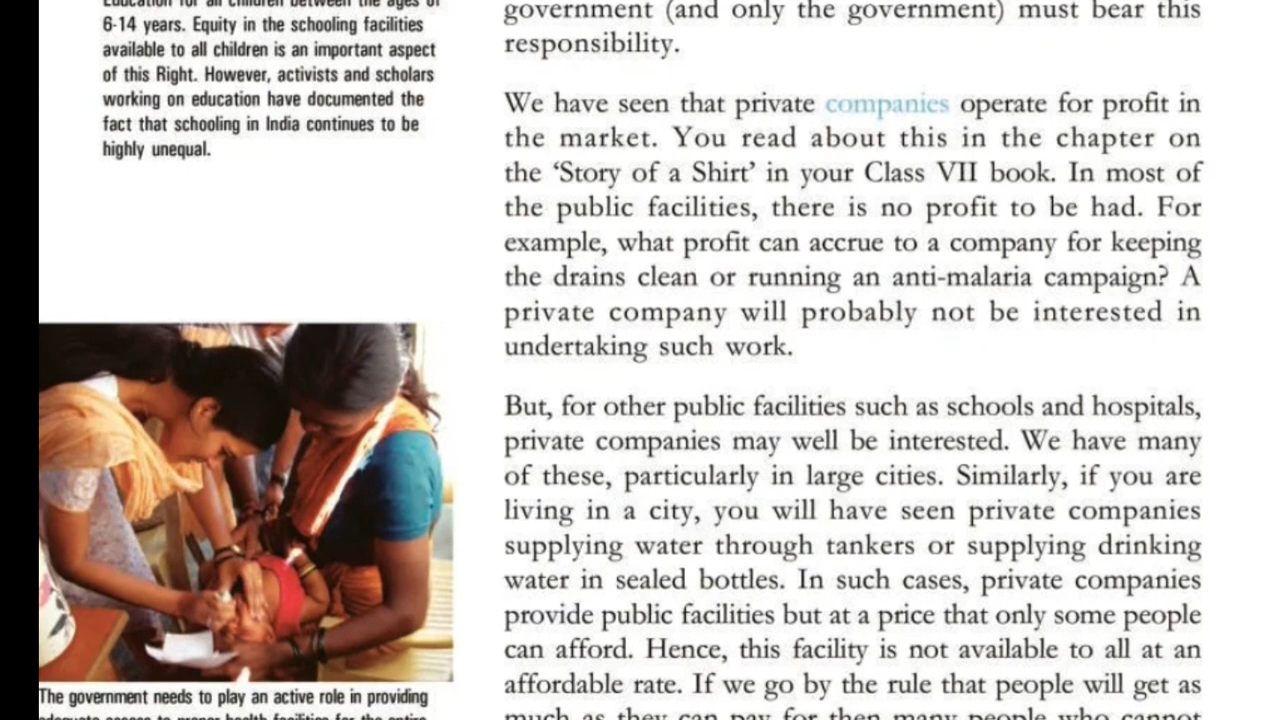 Education for all children between the ages of
6-14 years. Equity in the schooling facilities
available to all children is an important aspect
of this Right. However, activists and scholars
working on education have documented the
fact that schooling in India continues to be
highly unequal.
The government needs to play an active role in providing
adequate access to proper health facilities for the entire
government (and only the government) must bear this
responsibility.
We have seen that private companies operate for profit in
the market. You read about this in the chapter on
the ‘Story of a Shirt’ in your Class VII book. In most of
the public facilities, there is no profit to be had. For
example, what profit can accrue to a company for keeping
the drains clean or running an anti-malaria campaign? A
private company will probably not be interested in
undertaking such work.
But, for other public facilities such as schools and hospitals,
private companies may well be interested. We have many
of these, particularly in large cities. Similarly, if you are
living in a city, you will have seen private companies
supplying water through tankers or supplying drinking
water in sealed bottles. In such cases, private companies
provide public facilities but at a price that only some people
can afford. Hence, this facility is not available to all at an
affordable rate. If we go by the rule that people will get as
much as they can pay for then many people who cannot